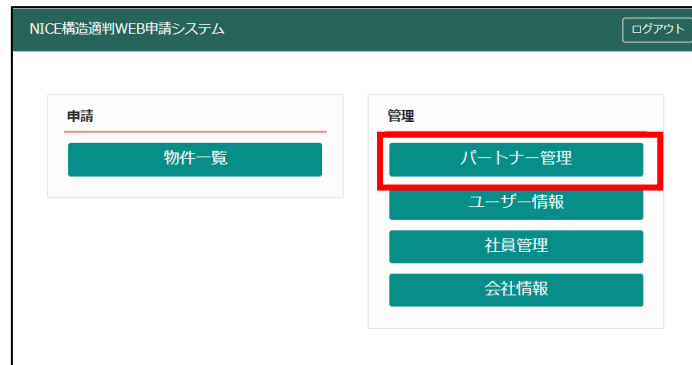 NICE構造適判WEB申請システム
ログアウト
申請
物件一覧
管理
パートナー管理
ユーザー情報
社員管理
会社情報